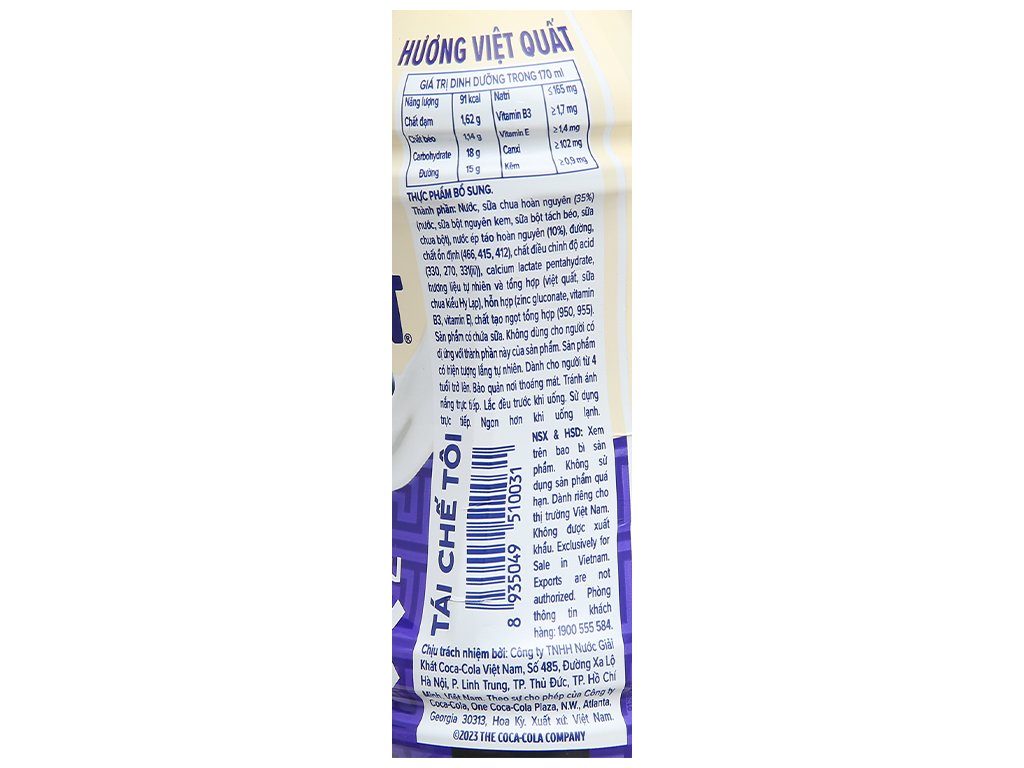 HƯƠNG VIỆT QUẤT
GIÁ TRỊ DINH DƯỠNG TRONG 170 ml
Năng lượng 91 kcal Natri ≤165 mg
Chất đạm 1,62 g Vitamin B3 ≥1,7 mg
Chất béo 1,14 g Vitamin E ≥1,4 mg
Carbohydrate 18 g Canxi ≥102 mg
Đường 15 g Kẽm ≥0,9 mg
THỰC PHẨM BỔ SUNG.
Thành phần: Nước, sữa chua hoàn nguyên (35%)
(nước, sữa bột nguyên kem, sữa bột tách béo, sữa
chua bột), nước ép táo hoàn nguyên (10%), đường,
chất ổn định (466, 415, 412), chất điều chỉnh độ acid
(330, 270, 331(iii)), calcium lactate pentahydrate,
hương liệu tự nhiên và tổng hợp (việt quất, sữa
chua kiểu Hy Lạp), hỗn hợp (zinc gluconate, vitamin
B3, vitamin E), chất tạo ngọt tổng hợp (950, 955).
Sản phẩm có chứa sữa. Không dùng cho người có
dị ứng với thành phần này của sản phẩm. Sản phẩm
có hiện tượng lắng tự nhiên. Dành cho người từ 4
tuổi trở lên. Bảo quản nơi thoáng mát. Tránh ánh
nắng trực tiếp. Lắc đều trước khi uống. Sử dụng
trực tiếp. Ngon hơn khi uống lạnh.
®
TÁI CHẾ TÔI
8 935049 510031
NSX & HSD: Xem
trên bao bì sản
phẩm. Không sử
dụng sản phẩm quá
hạn. Dành riêng cho
thị trường Việt Nam.
Không được xuất
khẩu. Exclusively for
Sale in Vietnam.
Exports are not
authorized. Phòng
thông tin khách
hàng: 1900 555 584.
Chịu trách nhiệm bởi: Công ty TNHH Nước Giải
Khát Coca-Cola Việt Nam, Số 485, Đường Xa Lộ
Hà Nội, P. Linh Trung, TP. Thủ Đức, TP. Hồ Chí
Minh, Việt Nam. Theo sự cho phép của Công ty
Coca-Cola, One Coca-Cola Plaza, N.W., Atlanta,
Georgia 30313, Hoa Kỳ. Xuất xứ: Việt Nam.
©2023 THE COCA-COLA COMPANY